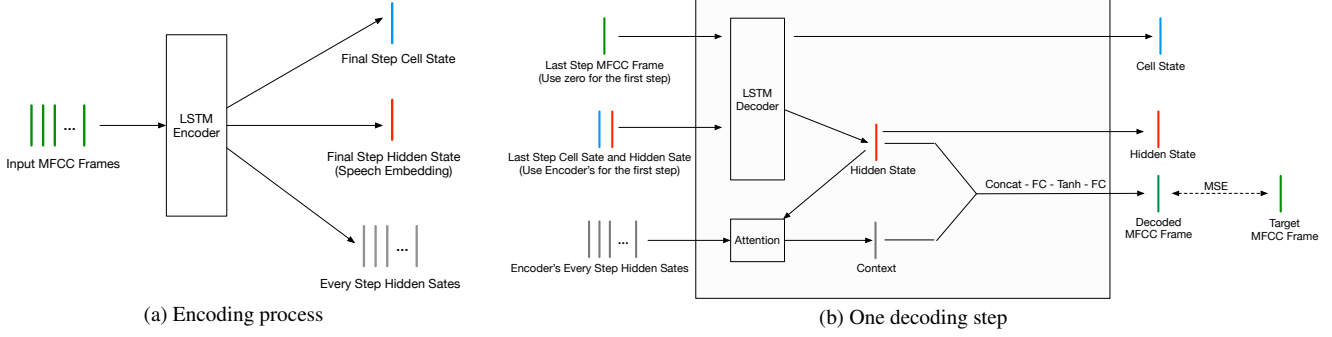 Final Step Cell State
LSTM
Encoder
...
Input MFCC Frames
Final Step Hidden State
(Speech Embedding)
...
Every Step Hidden Sates
(a) Encoding process
Last Step MFCC Frame
(Use zero for the first step)
LSTM
Decoder
Cell State
Last Step Cell Sate and Hidden Sate
(Use Encoder's for the first step)
Hidden State
Hidden State
Concat - FC - Tanh - FC
MSE
Decoded
MFCC Frame
Target
MFCC Frame
...
Encoder's Every Step Hidden Sates
Attention
Context
(b) One decoding step